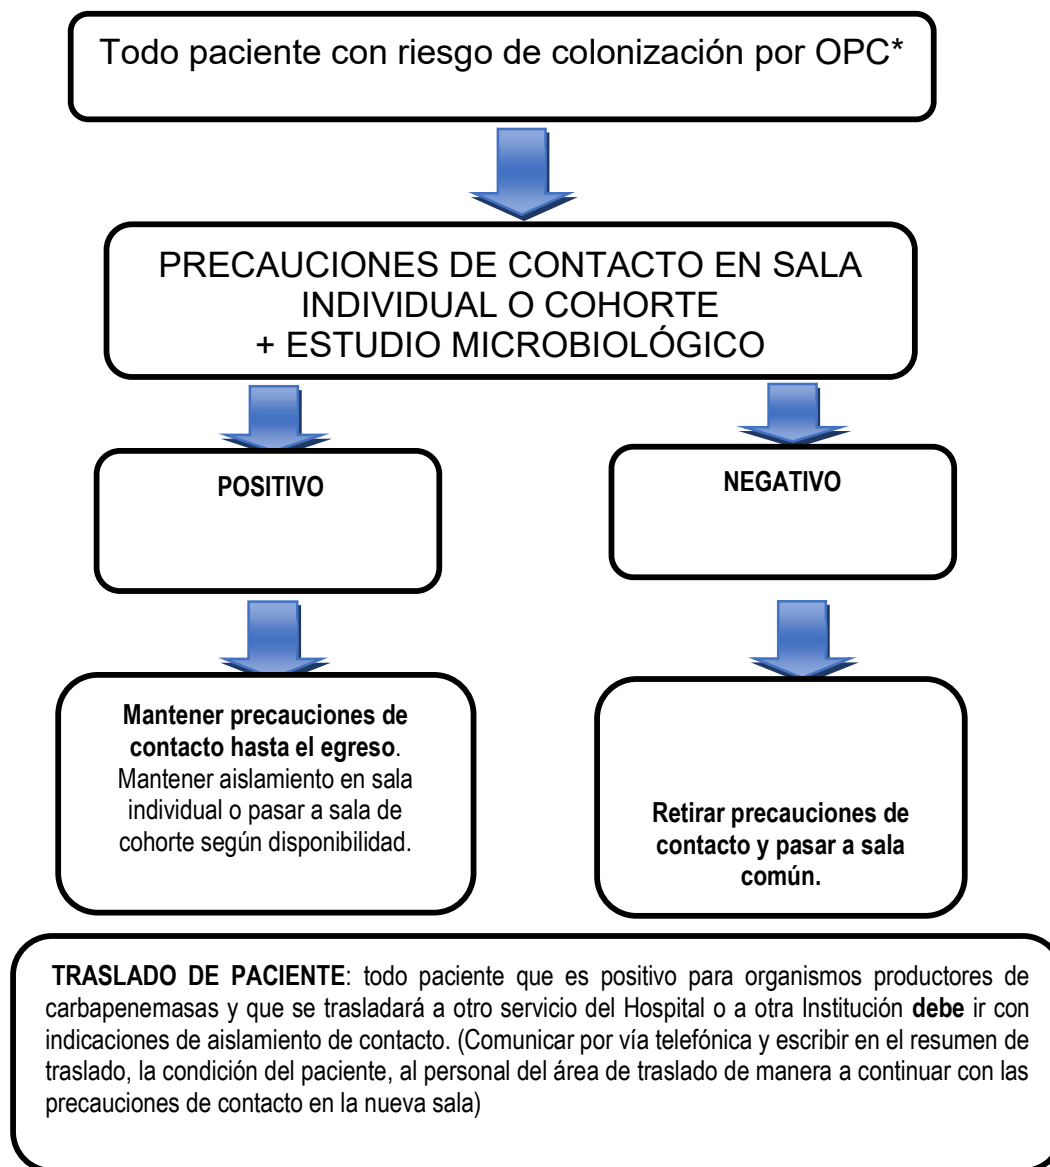 Todo paciente con riesgo de colonización por OPC*
PRECAUCIONES DE CONTACTO EN SALA
INDIVIDUAL O COHORTE
+ ESTUDIO MICROBIOLÓGICO
POSITIVO
NEGATIVO
Mantener precauciones de
contacto hasta el egreso.
Mantener aislamiento en sala
individual o pasar a sala de
cohorte según disponibilidad.
Retirar precauciones de
contacto y pasar a sala
común.
TRASLADO DE PACIENTE: todo paciente que es positivo para organismos productores de
carbapenemasas y que se trasladará a otro servicio del Hospital o a otra Institución debe ir con
indicaciones de aislamiento de contacto. (Comunicar por vía telefónica y escribir en el resumen de
traslado, la condición del paciente, al personal del área de traslado de manera a continuar con las
precauciones de contacto en la nueva sala)